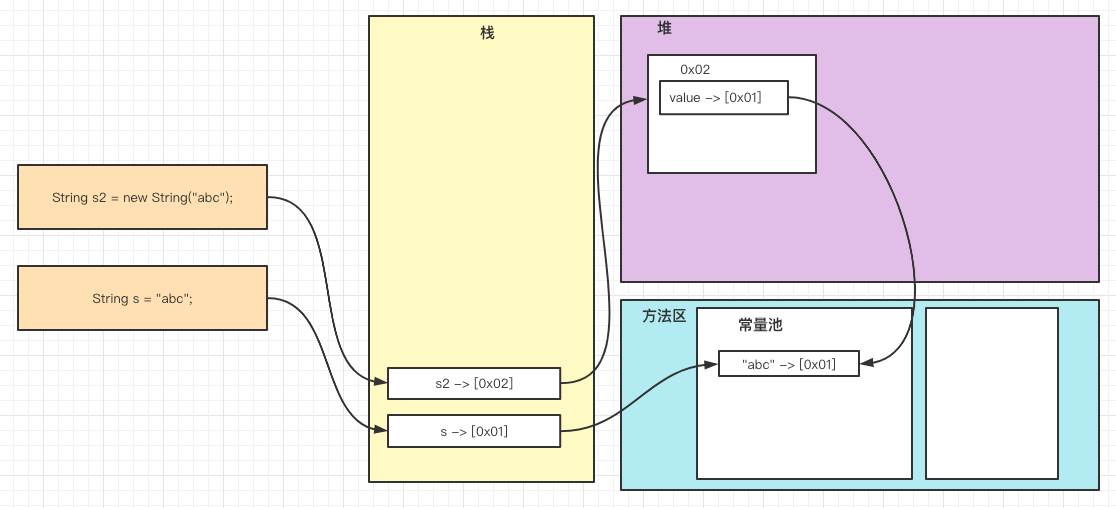 栈
堆
0x02
value -> [0x01]
String s2 = new String("abc");
String s = "abc";
方法区
常量池
"abc" -> [0x01]
s2 -> [0x02]
s -> [0x01]